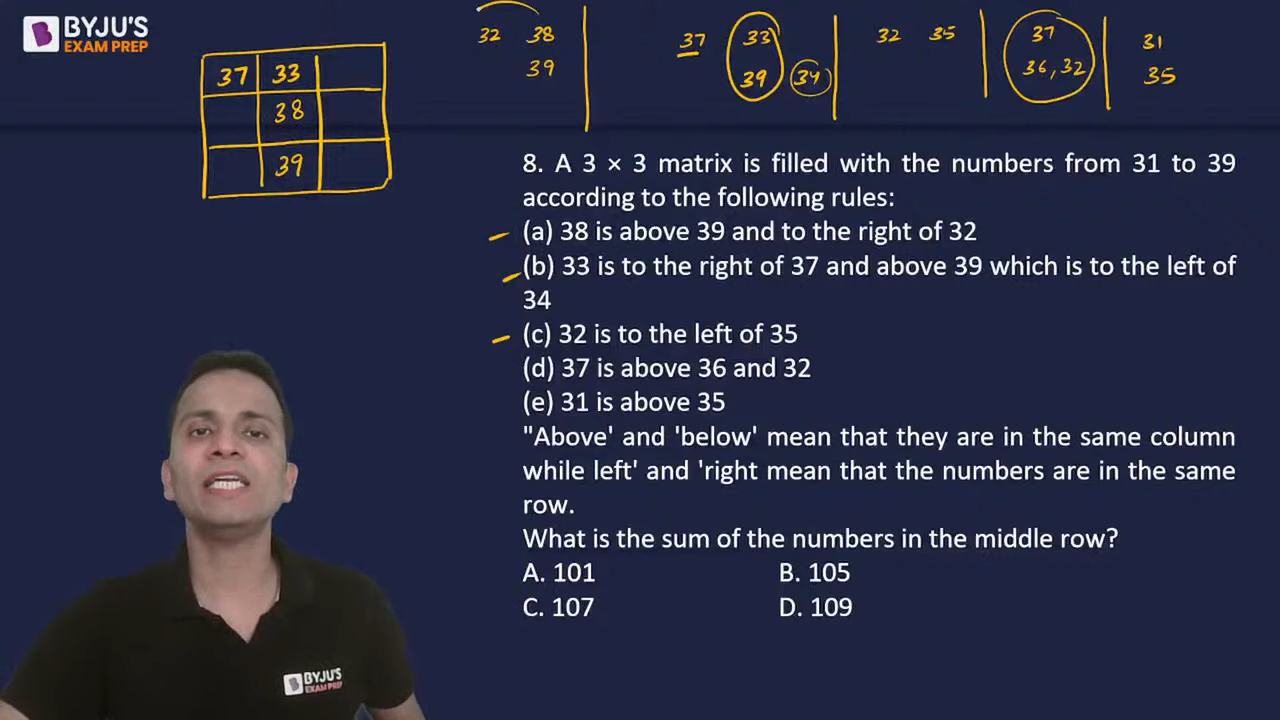 BYJU'S
EXAM PREP
32 38
39
37 33
39 34
32 35
37
36, 32
31
35
37 33
38
39
8. A 3 × 3 matrix is filled with the numbers from 31 to 39
according to the following rules:
(a) 38 is above 39 and to the right of 32
(b) 33 is to the right of 37 and above 39 which is to the left of
34
(c) 32 is to the left of 35
(d) 37 is above 36 and 32
(e) 31 is above 35
"Above' and 'below' mean that they are in the same column
while left' and 'right mean that the numbers are in the same
row.
What is the sum of the numbers in the middle row?
A. 101 B. 105
C. 107 D. 109
BYJU'S
EXAM PREP